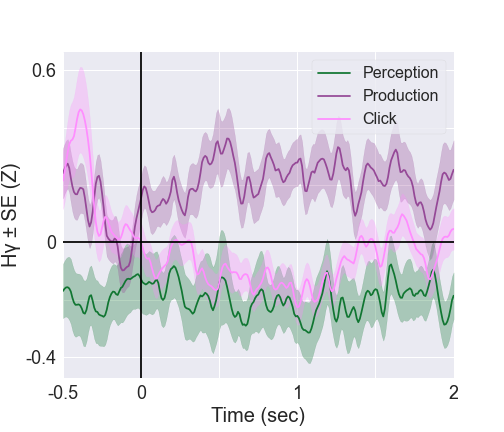 Perception
Production
Click
0.6
0
-0.4
Hγ ± SE (Z)
-0.5
0
1
2
Time (sec)